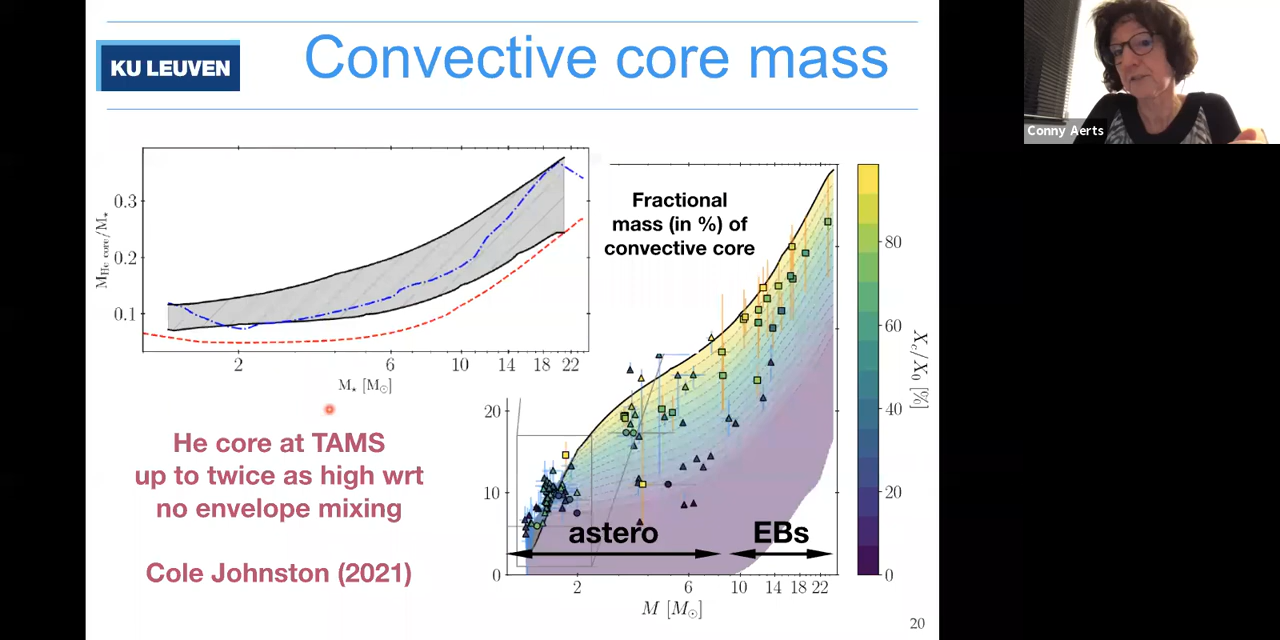 Convective core mass
KU LEUVEN
Conny Aerts
0.3
0.2
0.1
M_He core/M_⋆
2
6
10
14
18
22
M⋆ [M⊙]
Fractional
mass (in %) of
convective core
20
10
0
astero
EBs
2
6
10
14
18
22
M [M⊙]
80
60
40
20
0
X_c/X_0 [%]
He core at TAMS
up to twice as high wrt
no envelope mixing
Cole Johnston (2021)
20